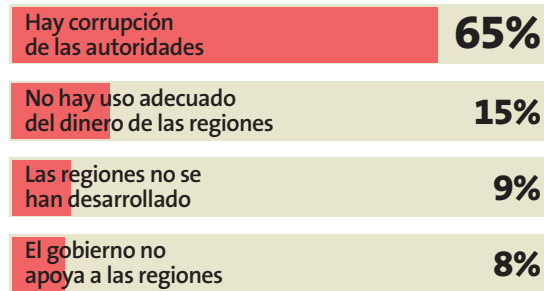 Hay corrupción
de las autoridades
65%
No hay uso adecuado
del dinero de las regiones
15%
Las regiones no se
han desarrollado
9%
El gobierno no
apoya a las regiones
8%